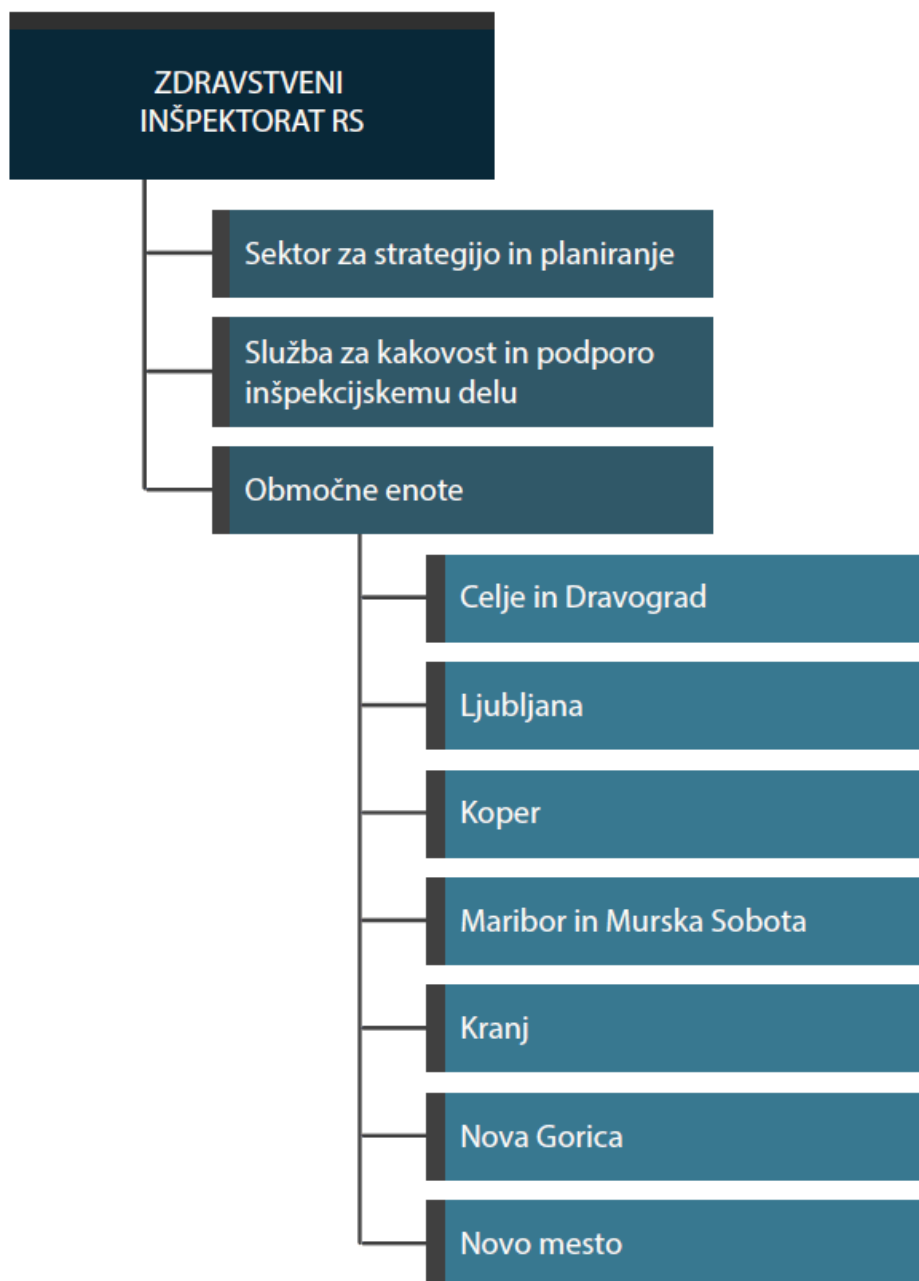 ZDRAVSTVENI
INŠPEKTORAT RS
Sektor za strategijo in planiranje
Služba za kakovost in podporo
inšpekcijskemu delu
Območne enote
Celje in Dravograd
Ljubljana
Koper
Maribor in Murska Sobota
Kranj
Nova Gorica
Novo mesto